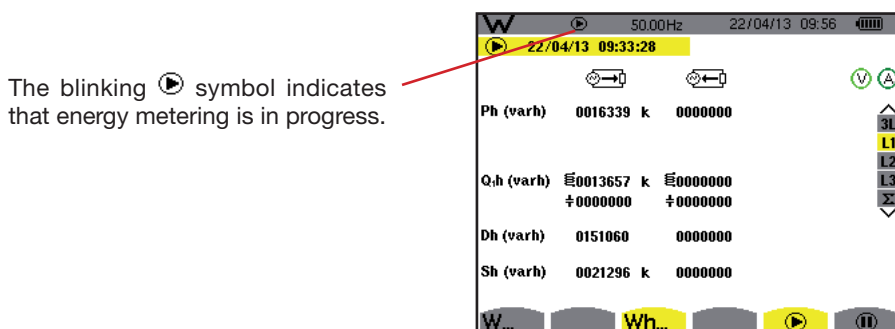 The blinking symbol indicates
that energy metering is in progress.
W 50.00Hz 22/04/13 09:56
22/04/13 09:33:28
V A
Ph (varh) 0016339 k 0000000
3L
L1
L2
L3
Σ
Q₁h (varh) 0013657 k 0000000
0000000 0000000
Dh (varh) 0151060 0000000
Sh (varh) 0021296 k 0000000
W... Wh...